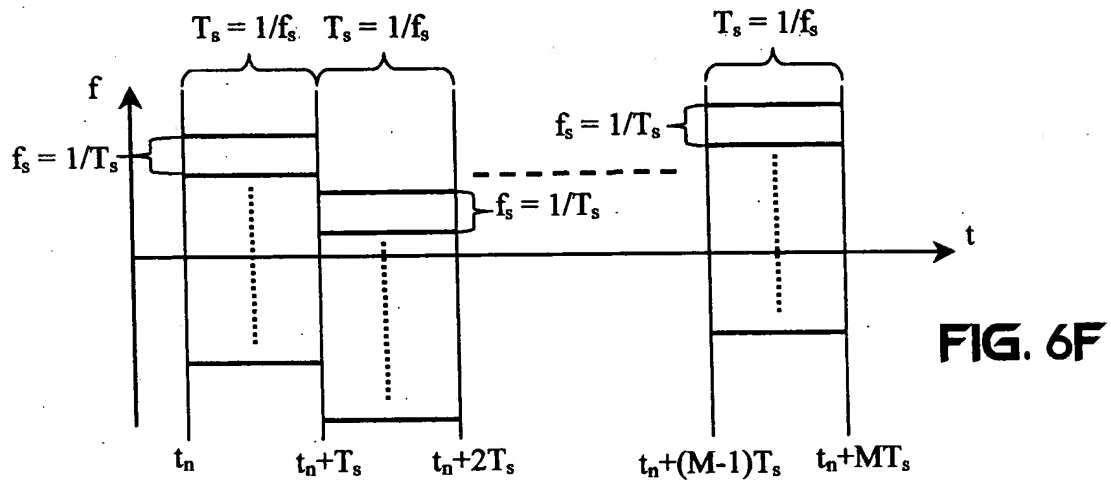 Tₛ = 1/fₛ Tₛ = 1/fₛ Tₛ = 1/fₛ
f
fₛ = 1/Tₛ
fₛ = 1/Tₛ
fₛ = 1/Tₛ
t
FIG. 6F
tₙ tₙ+Tₛ tₙ+2Tₛ tₙ+(M-1)Tₛ tₙ+MTₛ